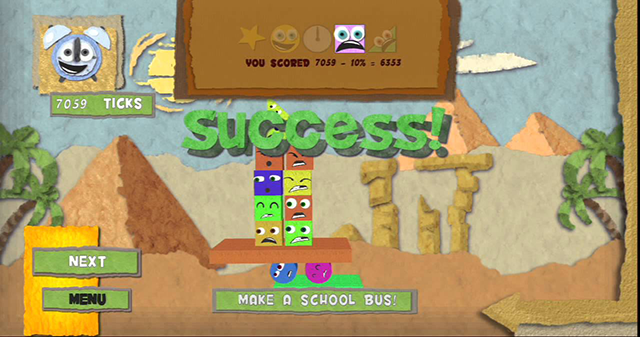 YOU SCORED 7059 - 10% = 6353
7059 TICKS
SUCCESS!
NEXT
MENU
MAKE A SCHOOL BUS!